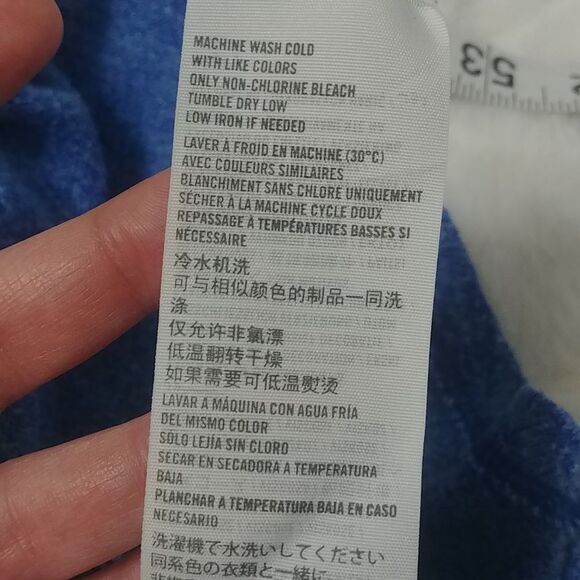 MACHINE WASH COLD
WITH LIKE COLORS
ONLY NON-CHLORINE BLEACH
TUMBLE DRY LOW
LOW IRON IF NEEDED
LAVER À FROID EN MACHINE (30°C)
AVEC COULEURS SIMILAIRES
BLANCHIMENT SANS CHLORE UNIQUEMENT
SÉCHER À LA MACHINE CYCLE DOUX
REPASSAGE À TEMPÉRATURES BASSES SI
NÉCESSAIRE
冷水机洗
可与相似颜色的制品一同洗
涤
仅允许非氯漂
低温翻转干燥
如果需要可低温熨烫
LAVAR A MÁQUINA CON AGUA FRÍA
DEL MISMO COLOR
SOLO LEJÍA SIN CLORO
SECAR EN SECADORA A TEMPERATURA
BAJA
PLANCHAR A TEMPERATURA BAJA EN CASO
NECESARIO
洗濯機で水洗いしてください
同系色の衣類と一緒に
53